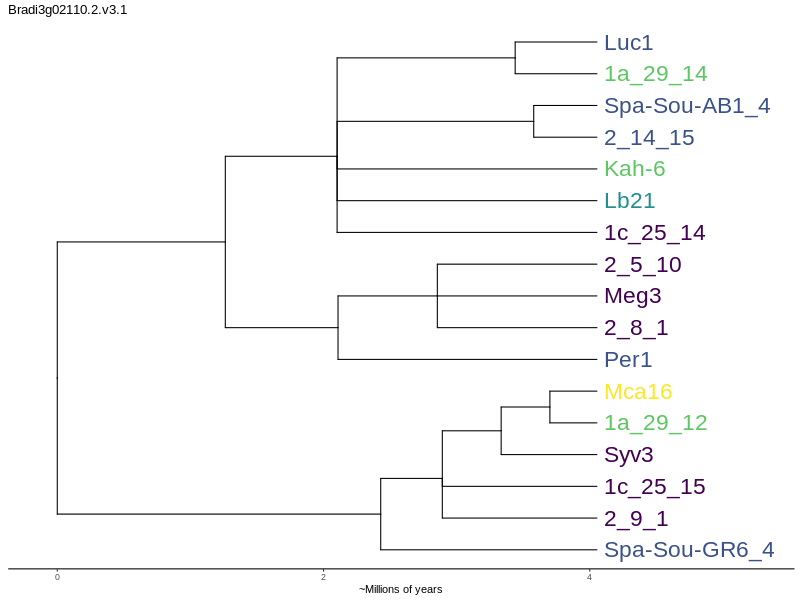 Bradi3g02110.2.v3.1
Luc1
1a_29_14
Spa-Sou-AB1_4
2_14_15
Kah-6
Lb21
1c_25_14
2_5_10
Meg3
2_8_1
Per1
Mca16
1a_29_12
Syv3
1c_25_15
2_9_1
Spa-Sou-GR6_4
0 2 4
~Millions of years